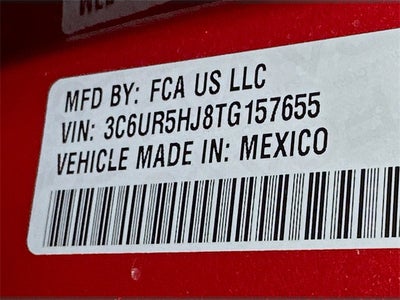 MFD BY: FCA US LLC
VIN: 3C6UR5HJ8TG157655
VEHICLE MADE IN: MEXICO